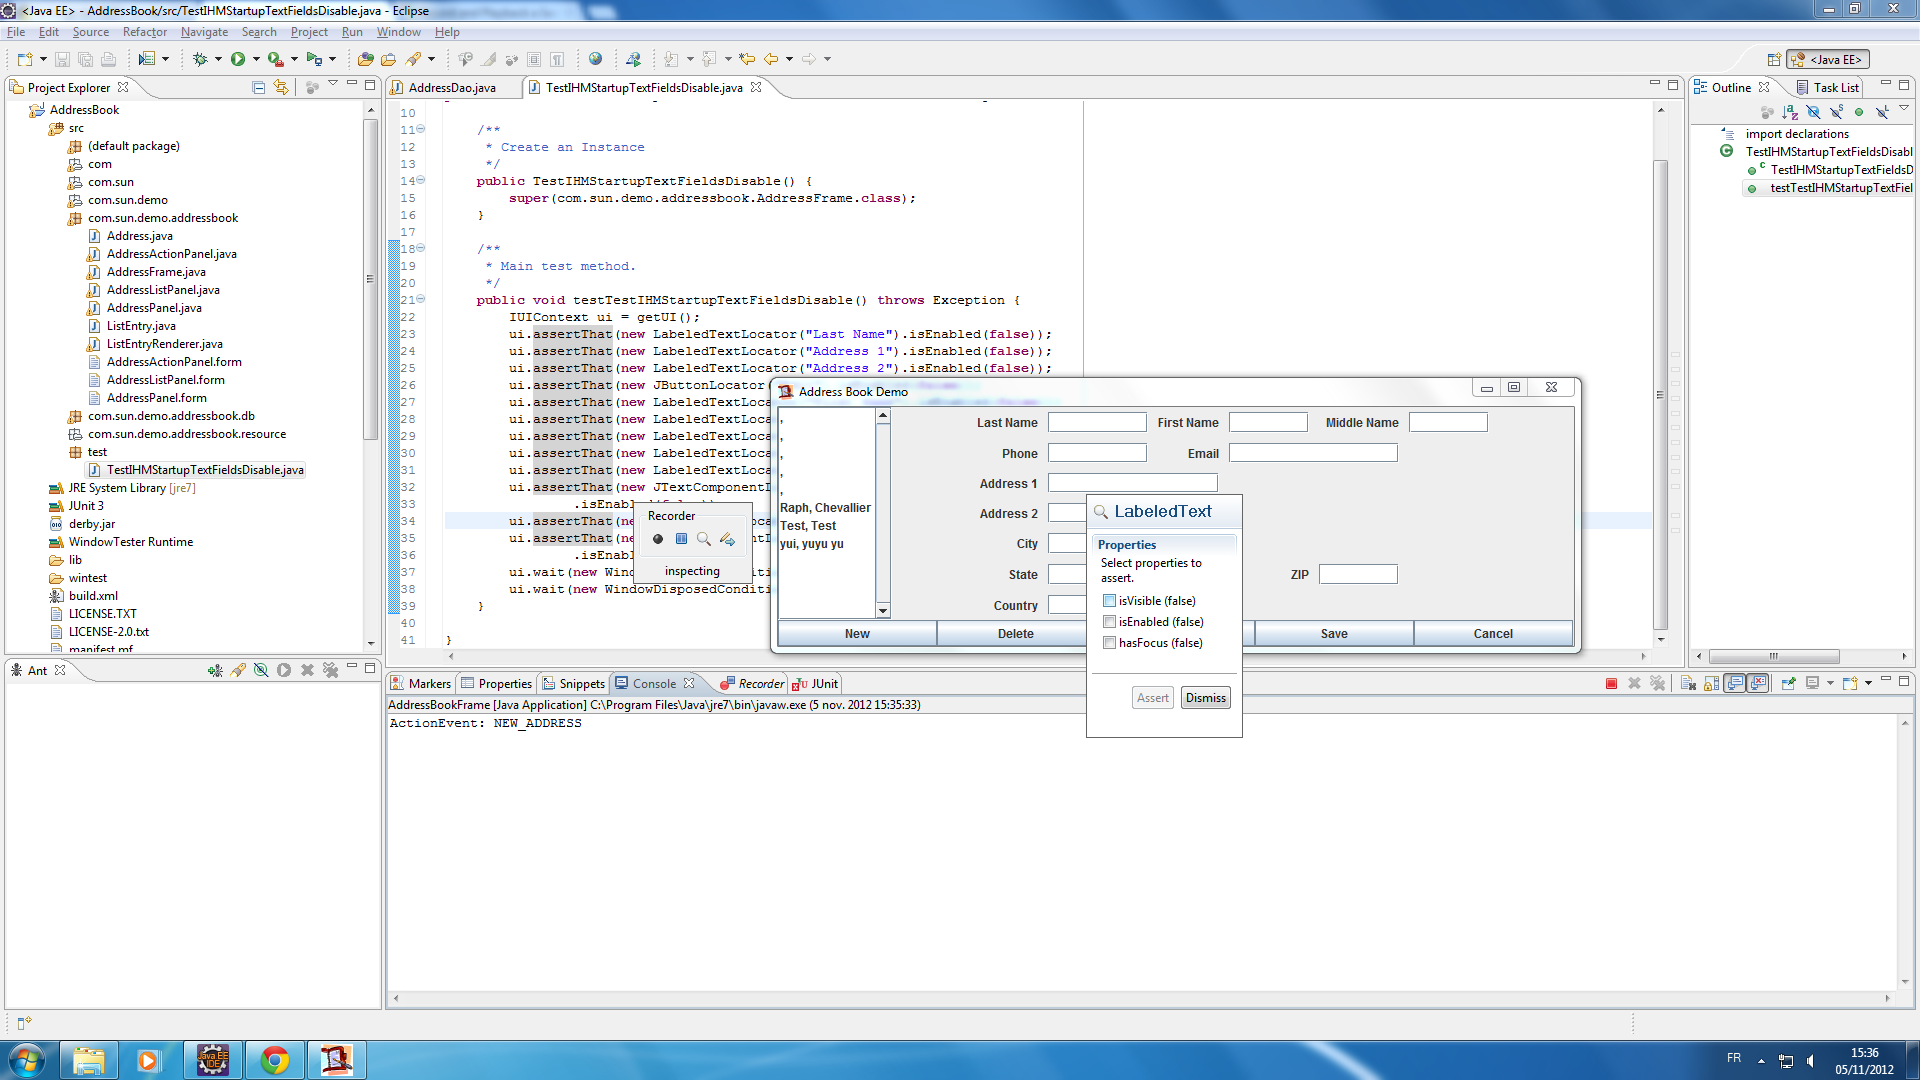 <Java EE> - AddressBook/src/TestIHMStartupTextFieldsDisable.java - Eclipse
File Edit Source Refactor Navigate Search Project Run Window Help
<Java EE>
Project Explorer
AddressBook
src
(default package)
com
com.sun
com.sun.demo
com.sun.demo.addressbook
Address.java
AddressActionPanel.java
AddressFrame.java
AddressListPanel.java
AddressPanel.java
ListEntry.java
ListEntryRenderer.java
AddressActionPanel.form
AddressListPanel.form
AddressPanel.form
com.sun.demo.addressbook.db
com.sun.demo.addressbook.resource
test
TestIHMStartupTextFieldsDisable.java
JRE System Library [jre7]
JUnit 3
derby.jar
WindowTester Runtime
lib
wintest
build.xml
LICENSE.TXT
LICENSE-2.0.txt
manifest.mf
Ant
AddressDao.java TestIHMStartupTextFieldsDisable.java
10
11 /**
12 * Create an Instance
13 */
14 public TestIHMStartupTextFieldsDisable() {
15 super(com.sun.demo.addressbook.AddressFrame.class);
16 }
17
18 /**
19 * Main test method.
20 */
21 public void testTestIHMStartupTextFieldsDisable() throws Exception {
22 IUIContext ui = getUI();
23 ui.assertThat(new LabeledTextLocator("Last Name").isEnabled(false));
24 ui.assertThat(new LabeledTextLocator("Address 1").isEnabled(false));
25 ui.assertThat(new LabeledTextLocator("Address 2").isEnabled(false));
26 ui.assertThat(new JButtonLocator
27 ui.assertThat(new LabeledTextLoca
28 ui.assertThat(new LabeledTextLoca
29 ui.assertThat(new LabeledTextLoca
30 ui.assertThat(new LabeledTextLoca
31 ui.assertThat(new LabeledTextLoca
32 ui.assertThat(new JTextComponentL
33 .isEnabl
34 ui.assertThat(ne oca
35 ui.assertThat(ne entL
36 .isEnab
37 ui.wait(new Wind diti
38 ui.wait(new WindowDisposedCondit
39 }
40
41 }
Recorder
inspecting
Address Book Demo
,
,
,
,
,
Raph, Chevallier
Test, Test
yui, yuyu yu
Last Name First Name Middle Name
Phone Email
Address 1
Address 2
City
State ZIP
Country
New Delete Save Cancel
LabeledText
Properties
Select properties to
assert.
isVisible (false)
isEnabled (false)
hasFocus (false)
Assert Dismiss
Outline Task List
import declarations
TestIHMStartupTextFieldsDisabl
TestIHMStartupTextFieldsD
testTestIHMStartupTextFiel
Markers Properties Snippets Console Recorder JUnit
AddressBookFrame [Java Application] C:\Program Files\Java\jre7\bin\javaw.exe (5 nov. 2012 15:35:33)
ActionEvent: NEW_ADDRESS
Java EE
IDE
FR
15:36
05/11/2012